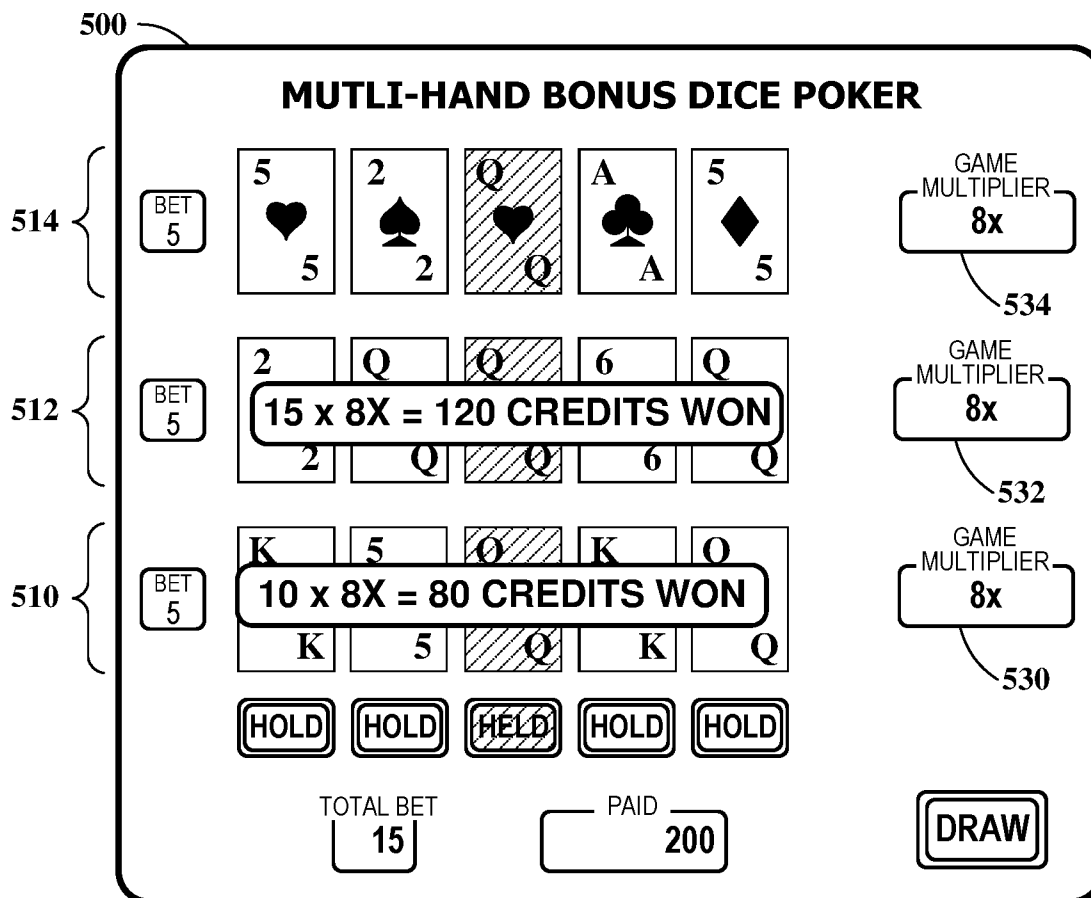 500
MUTLI-HAND BONUS DICE POKER
514
BET
5
5 2 Q A 5
5 2 Q A 5
GAME
MULTIPLIER
8x
534
512
BET
5
2 Q Q 6 Q
15 x 8X = 120 CREDITS WON
2 Q Q 6 Q
GAME
MULTIPLIER
8x
532
510
BET
5
K 5 Q K Q
10 x 8X = 80 CREDITS WON
K 5 Q K Q
GAME
MULTIPLIER
8x
530
HOLD HOLD HELD HOLD HOLD
TOTAL BET
15
PAID
200
DRAW